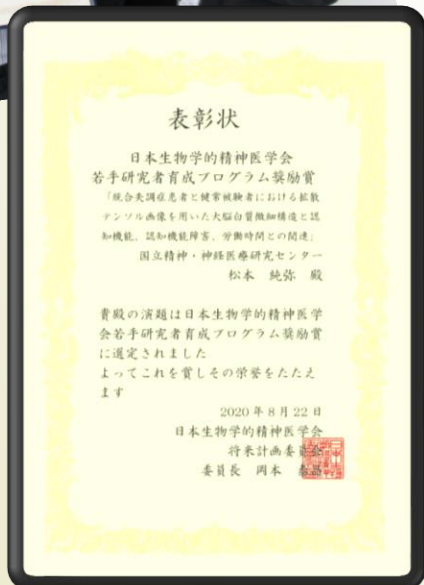 表彰状
日本生物学的精神医学会
若手研究者育成プログラム奨励賞
「統合失調症患者と健常被験者における拡散
テンソル画像を用いた大脳白質微細構造と認
知機能、認知機能障害、労働時間との関連」
国立精神・神経医療研究センター
松本 純弥 殿
貴殿の演題は日本生物学的精神医学
会若手研究者育成プログラム奨励賞
に選定されました
よってこれを賞しその栄誉をたたえ
ます
2020年8月22日
日本生物学的精神医学会
将来計画委員会
委員長 岡本 泰昌